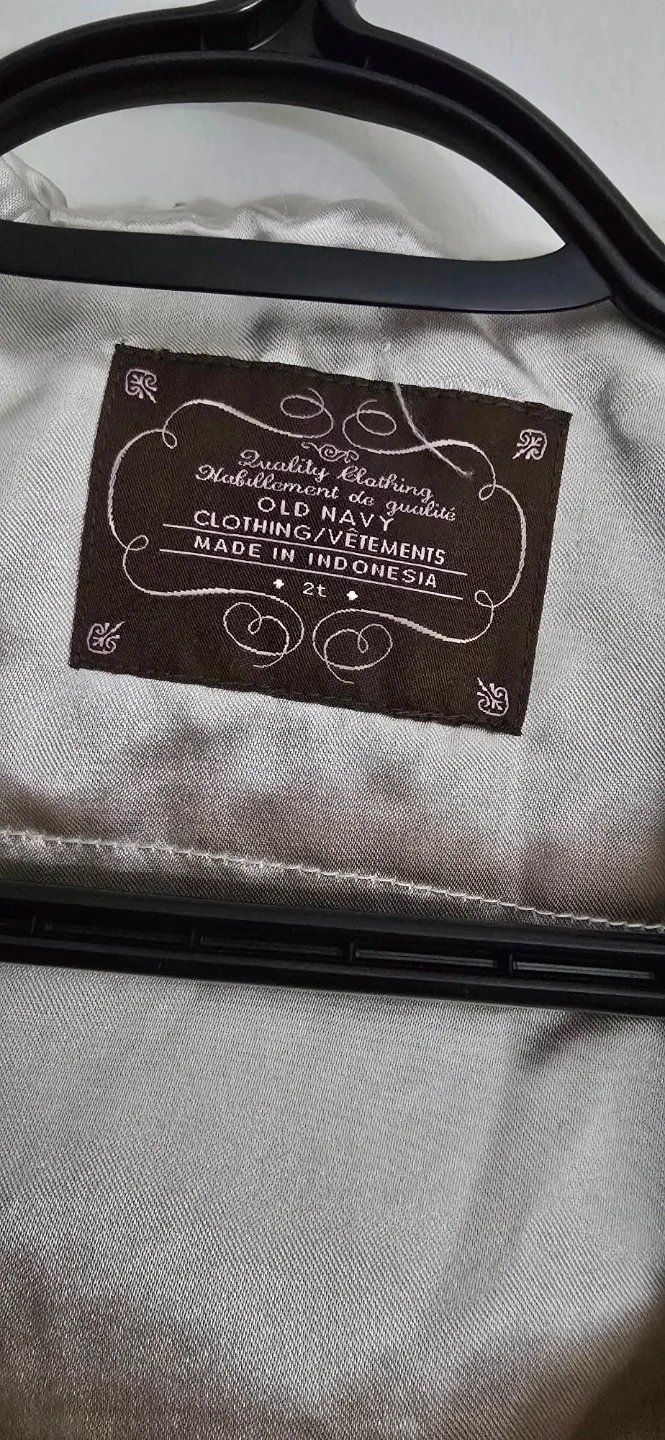 Quality Clothing
Habillement de qualité
OLD NAVY
CLOTHING/VÊTEMENTS
MADE IN INDONESIA
2t